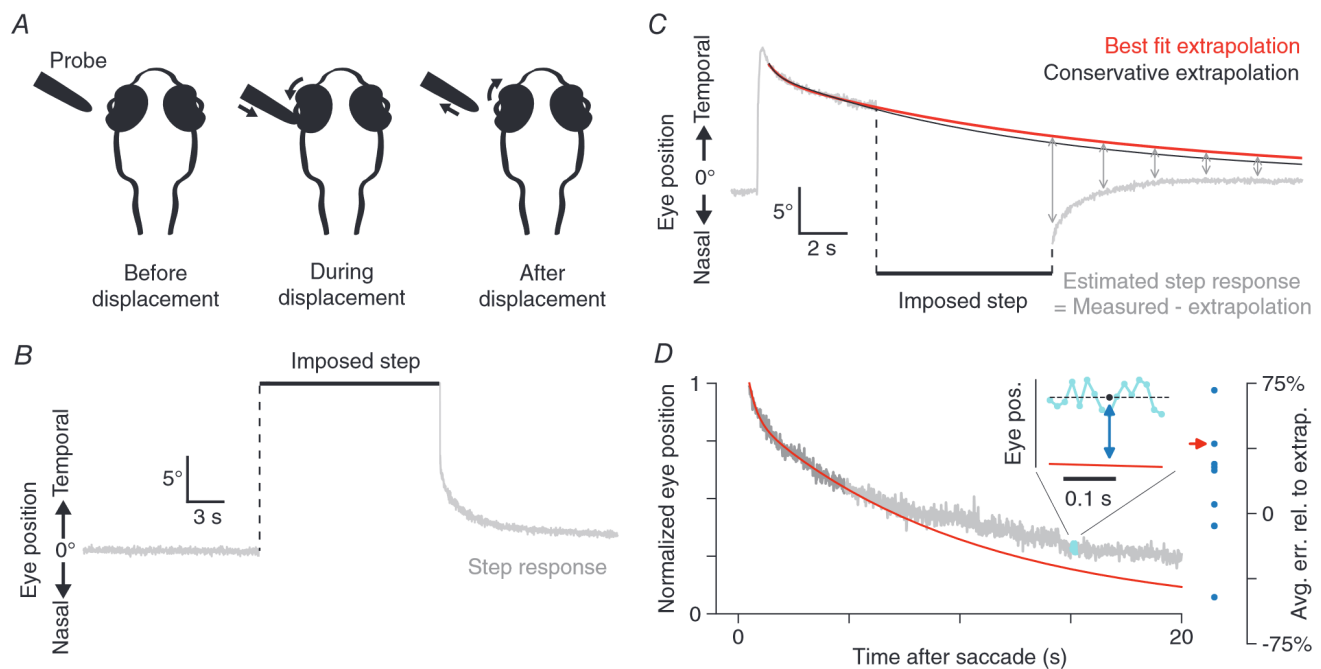 A
Probe
Before
displacement
During
displacement
After
displacement
B
Imposed step
Eye position
Nasal
Temporal
0°
5°
3 s
Step response
C
Best fit extrapolation
Conservative extrapolation
Eye position
Nasal
Temporal
0°
5°
2 s
Imposed step
Estimated step response
= Measured - extrapolation
D
Normalized eye position
1
0
0
20
Time after saccade (s)
Eye pos.
0.1 s
75%
0
-75%
Avg. err. rel. to extrap.